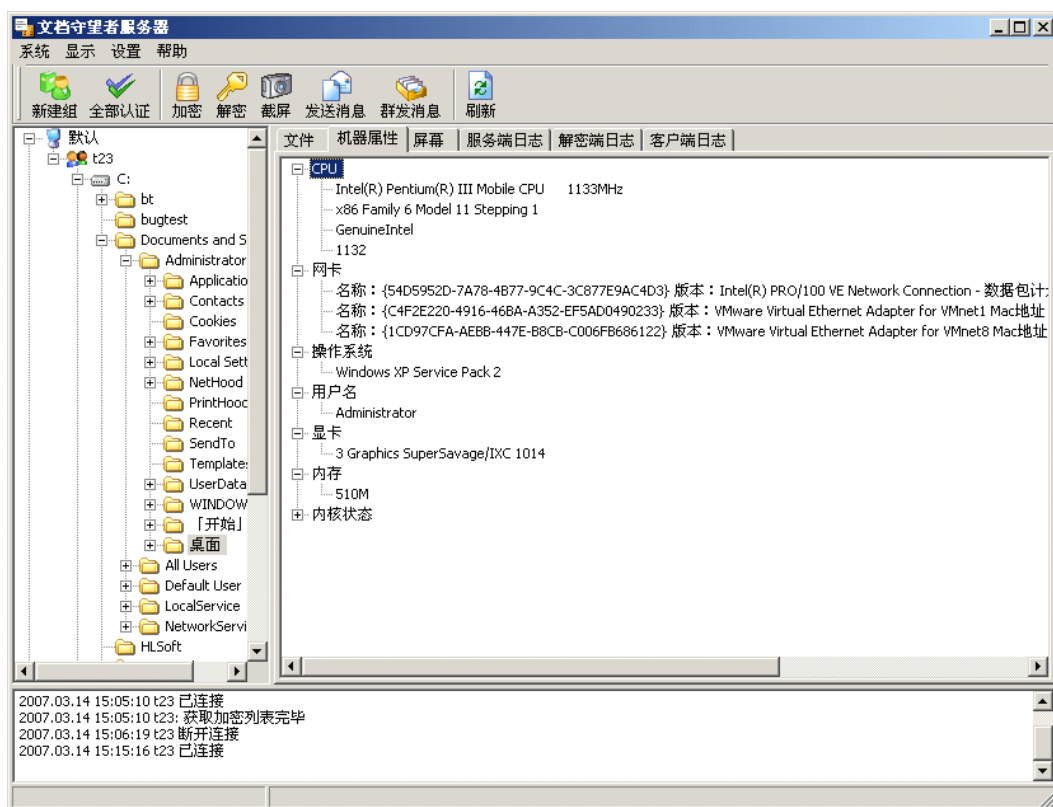 文档守望者服务器
系统 显示 设置 帮助
新建组 全部认证 加密 解密 截屏 发送消息 群发消息 刷新
默认
t23
C:
bt
bugtest
Documents and S
Administrator
Applicatio
Contacts
Cookies
Favorites
Local Sett
NetHood
PrintHood
Recent
SendTo
Templates
UserData
WINDOW
「开始」
桌面
All Users
Default User
LocalService
NetworkServi
HLSoft
文件 机器属性 屏幕 服务端日志 解密端日志 客户端日志
CPU
Intel(R) Pentium(R) III Mobile CPU 1133MHz
x86 Family 6 Model 11 Stepping 1
GenuineIntel
1132
网卡
名称：{54D5952D-7A78-4B77-9C4C-3C877E9AC4D3} 版本：Intel(R) PRO/100 VE Network Connection - 数据包计
名称：{C4F2E220-4916-46BA-A352-EF5AD0490233} 版本：VMware Virtual Ethernet Adapter for VMnet1 Mac地址
名称：{1CD97CFA-AEBB-447E-B8CB-C006FB686122} 版本：VMware Virtual Ethernet Adapter for VMnet8 Mac地址
操作系统
Windows XP Service Pack 2
用户名
Administrator
显卡
3 Graphics SuperSavage/IXC 1014
内存
510M
内核状态
2007.03.14 15:05:10 t23 已连接
2007.03.14 15:05:10 t23: 获取加密列表完毕
2007.03.14 15:06:19 t23 断开连接
2007.03.14 15:15:16 t23 已连接